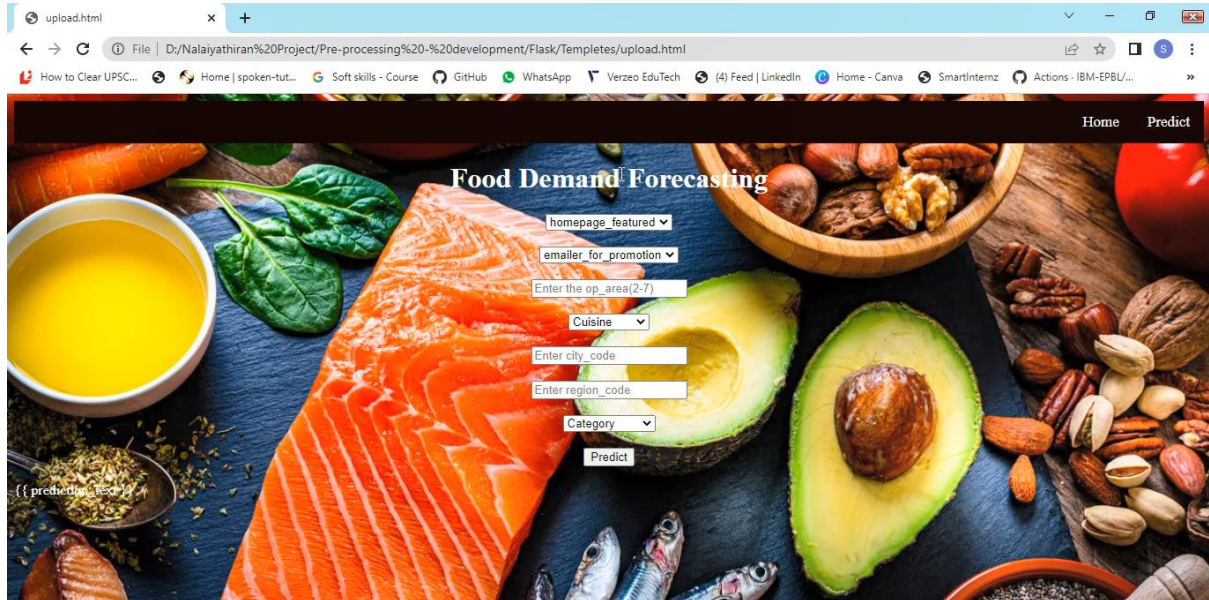 upload.html
File | D:/Nalaiyathiran%20Project/Pre-processing%20-%20development/Flask/Templetes/upload.html
S
How to Clear UPSC... Home | spoken-tut... Soft skills - Course GitHub WhatsApp Verzeo EduTech (4) Feed | LinkedIn Home - Canva SmartInternz Actions · IBM-EPBL/... »
Home Predict
Food Demand Forecasting
homepage_featured
emailer_for_promotion
Enter the op_area(2-7)
Cuisine
Enter city_code
Enter region_code
Category
Predict
{{ prediction_text }}